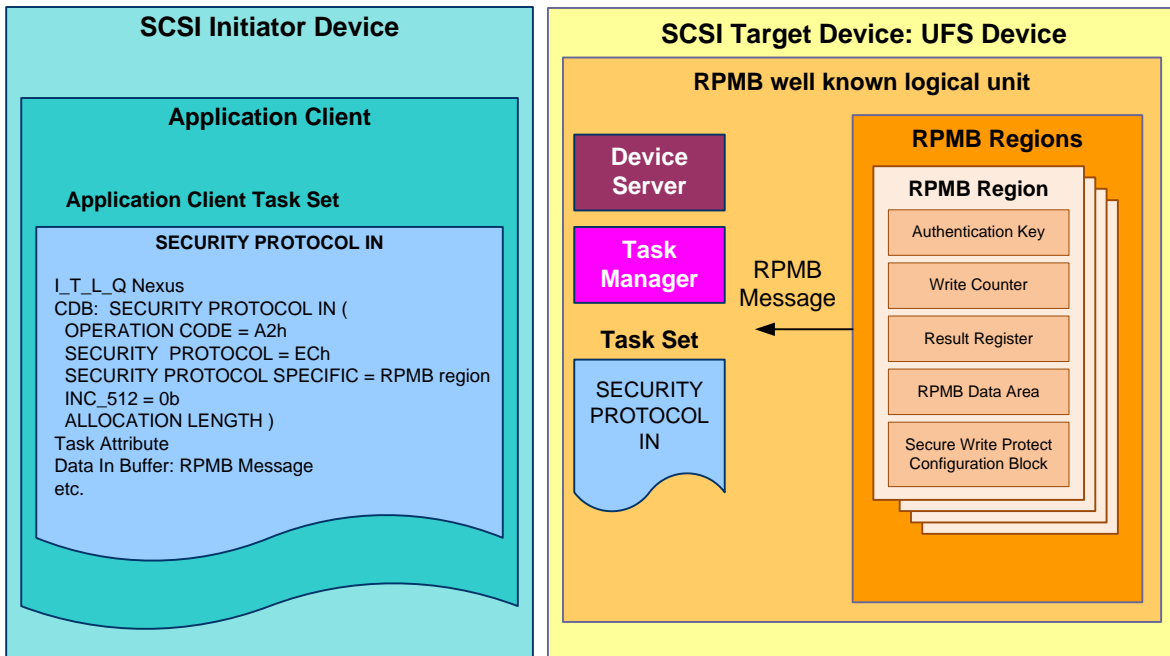 SCSI Initiator Device
Application Client
Application Client Task Set
SECURITY PROTOCOL IN
I_T_L_Q Nexus
CDB: SECURITY PROTOCOL IN (
OPERATION CODE = A2h
SECURITY PROTOCOL = ECh
SECURITY PROTOCOL SPECIFIC = RPMB region
INC_512 = 0b
ALLOCATION LENGTH )
Task Attribute
Data In Buffer: RPMB Message
etc.
SCSI Target Device: UFS Device
RPMB well known logical unit
Device
Server
Task
Manager
Task Set
SECURITY
PROTOCOL
IN
RPMB
Message
RPMB Regions
RPMB Region
Authentication Key
Write Counter
Result Register
RPMB Data Area
Secure Write Protect
Configuration Block